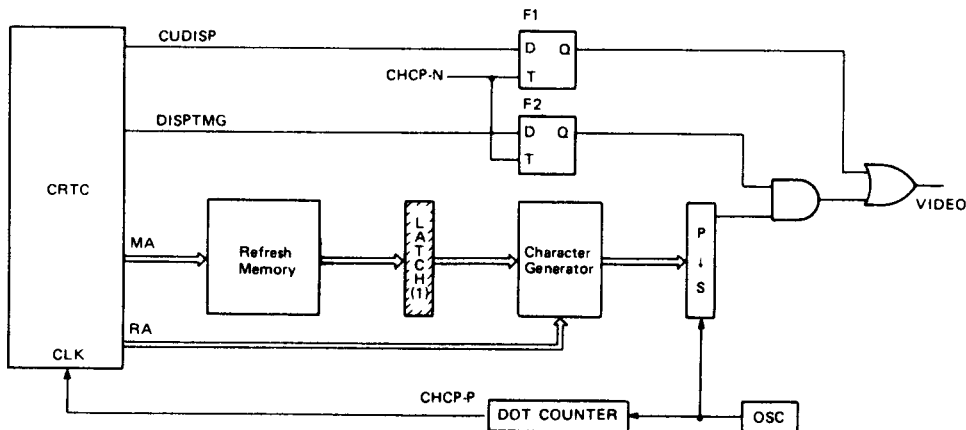 F1
CUDISP
D Q
CHCP-N
T
F2
DISPTMG
D Q
T
CRTC
VIDEO
MA
Refresh
Memory
LATCH(1)
Character
Generator
P
↓
S
RA
CLK
CHCP-P
DOT COUNTER
OSC